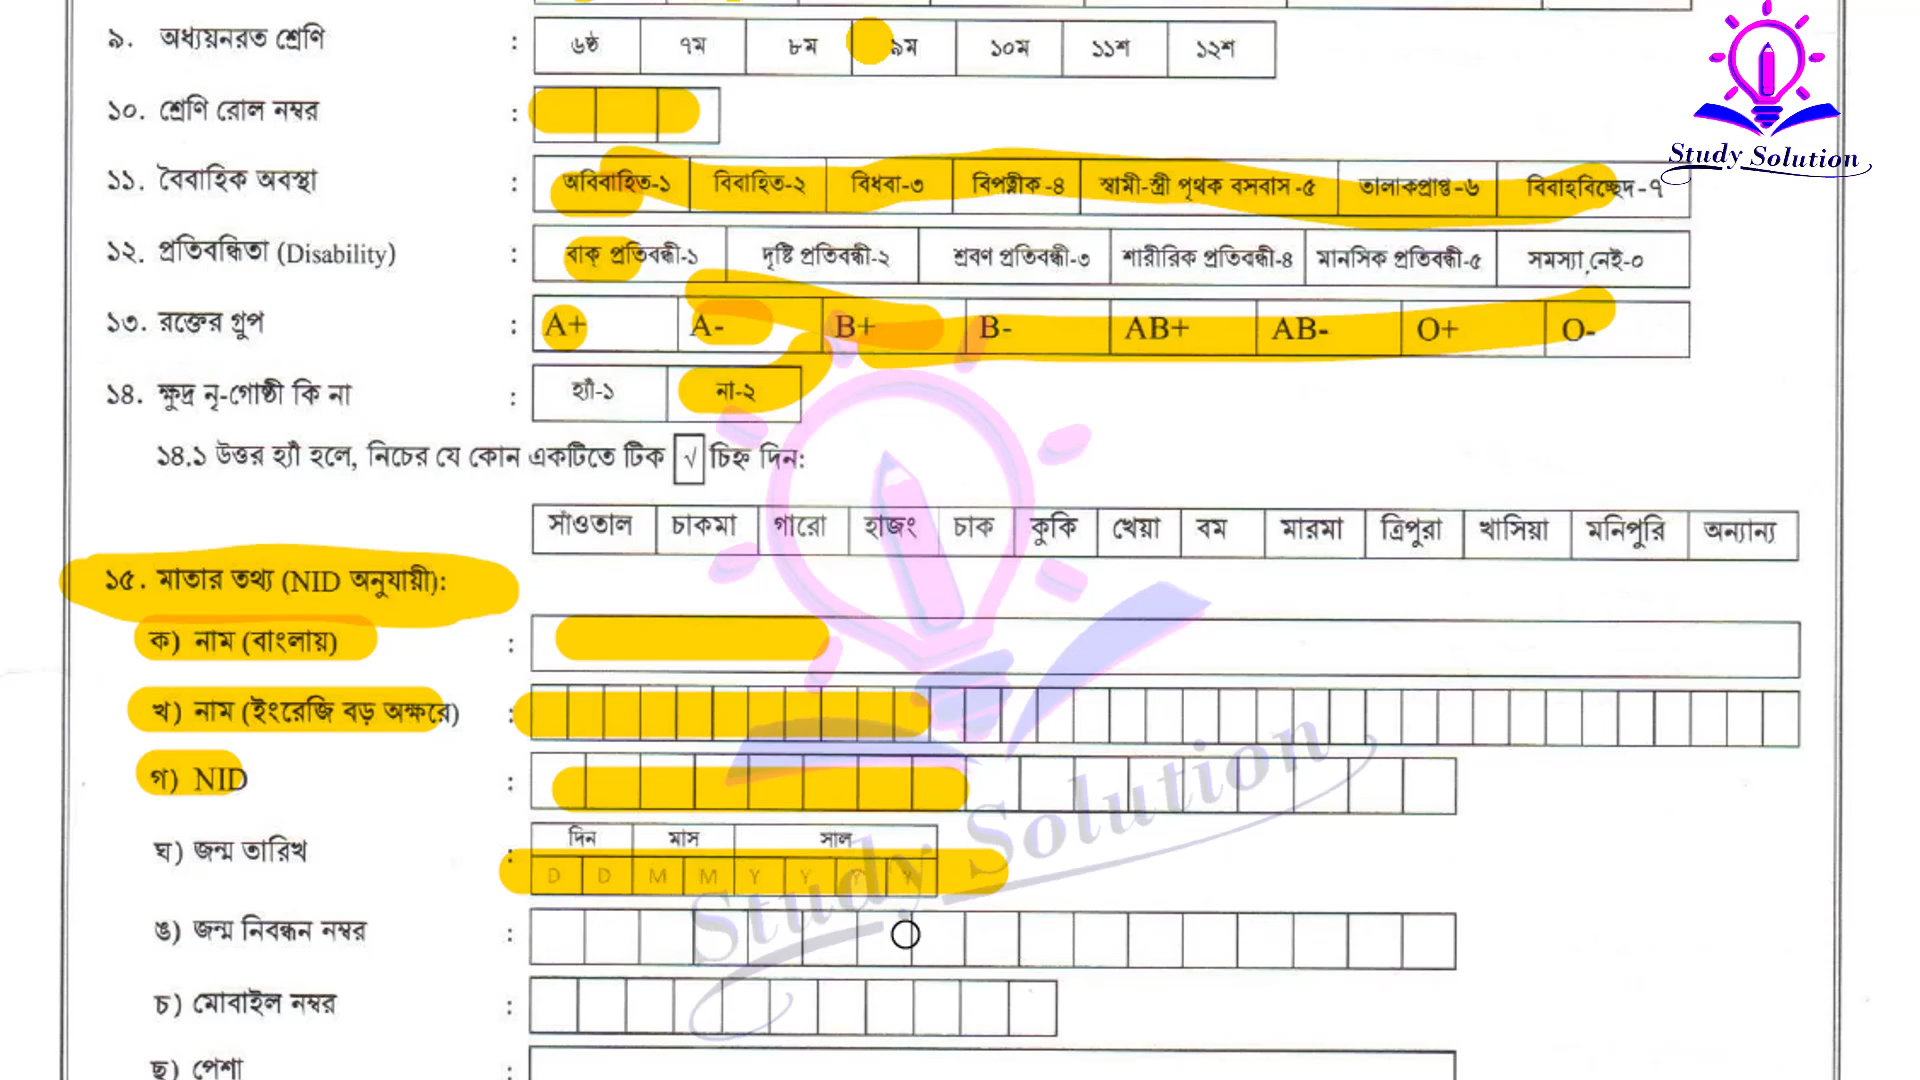 ৯. অধ্যয়নরত শ্রেণি : ৬ষ্ঠ ৭ম ৮ম ৯ম ১০ম ১১শ ১২শ
Study Solution
১০. শ্রেণি রোল নম্বর :
১১. বৈবাহিক অবস্থা : অবিবাহিত-১ বিবাহিত-২ বিধবা-৩ বিপত্নীক-৪ স্বামী-স্ত্রী পৃথক বসবাস-৫ তালাকপ্রাপ্ত-৬ বিবাহবিচ্ছেদ-৭
১২. প্রতিবন্ধিতা (Disability) : বাক্ প্রতিবন্ধী-১ দৃষ্টি প্রতিবন্ধী-২ শ্রবণ প্রতিবন্ধী-৩ শারীরিক প্রতিবন্ধী-৪ মানসিক প্রতিবন্ধী-৫ সমস্যা নেই-০
১৩. রক্তের গ্রুপ : A+ A- B+ B- AB+ AB- O+ O-
১৪. ক্ষুদ্র নৃ-গোষ্ঠী কি না : হ্যাঁ-১ না-২
১৪.১ উত্তর হ্যাঁ হলে, নিচের যে কোন একটিতে টিক √ চিহ্ন দিন:
সাঁওতাল চাকমা গারো হাজং চাক কুকি খেয়া বম মারমা ত্রিপুরা খাসিয়া মনিপুরি অন্যান্য
১৫. মাতার তথ্য (NID অনুযায়ী):
ক) নাম (বাংলায়) :
খ) নাম (ইংরেজি বড় অক্ষরে) :
গ) NID :
দিন মাস সাল
ঘ) জন্ম তারিখ : D D M M Y Y Y Y
ঙ) জন্ম নিবন্ধন নম্বর :
চ) মোবাইল নম্বর :
ছ) পেশা :
Study Solution